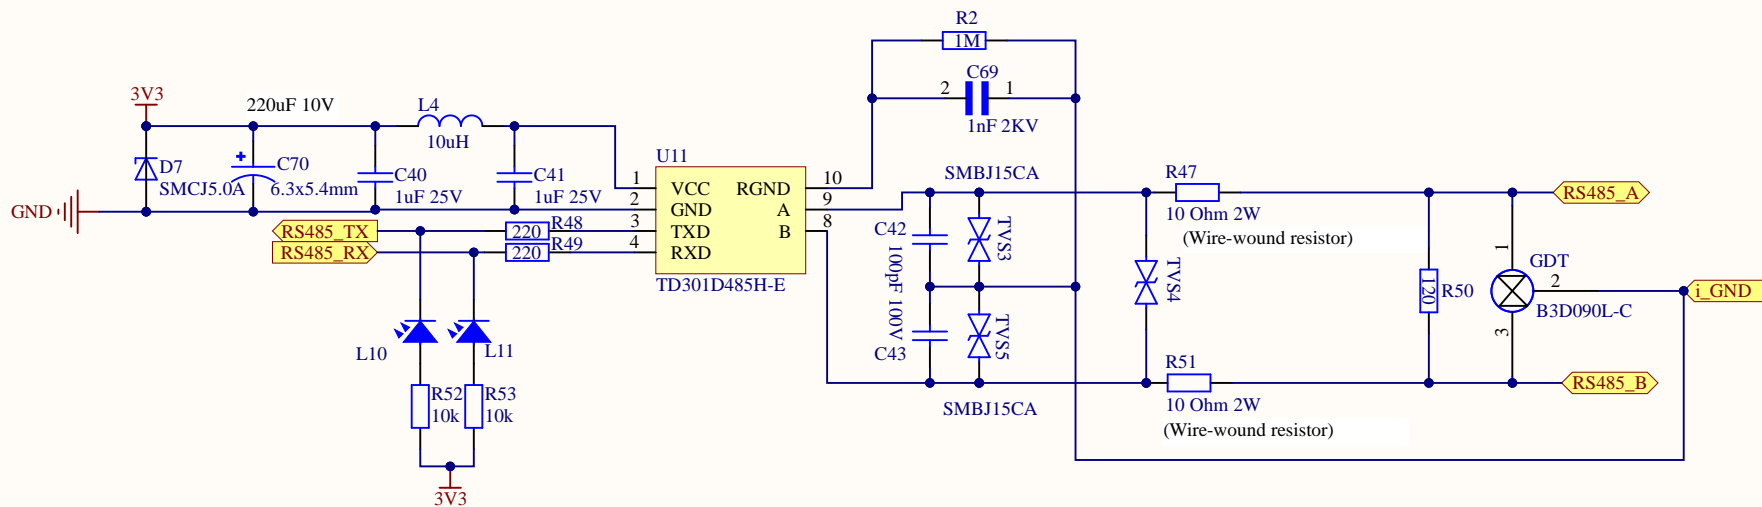 R2
1M
C69
2
1
1nF 2KV
3V3
220uF 10V
L4
10uH
D7
SMCJ5.0A
C70
6.3x5.4mm
C40
1uF 25V
C41
1uF 25V
GND
U11
1
2
3
4
VCC
GND
TXD
RXD
RGND
A
B
10
9
8
TD301D485H-E
RS485_TX
RS485_RX
220
R48
220
R49
L10
L11
R52
10k
R53
10k
3V3
SMBJ15CA
C42
100pF 100V
C43
TVS3
TVS5
SMBJ15CA
TVS4
R47
10 Ohm 2W
(Wire-wound resistor)
R51
10 Ohm 2W
(Wire-wound resistor)
120
R50
1
GDT
2
B3D090L-C
3
RS485_A
i_GND
RS485_B